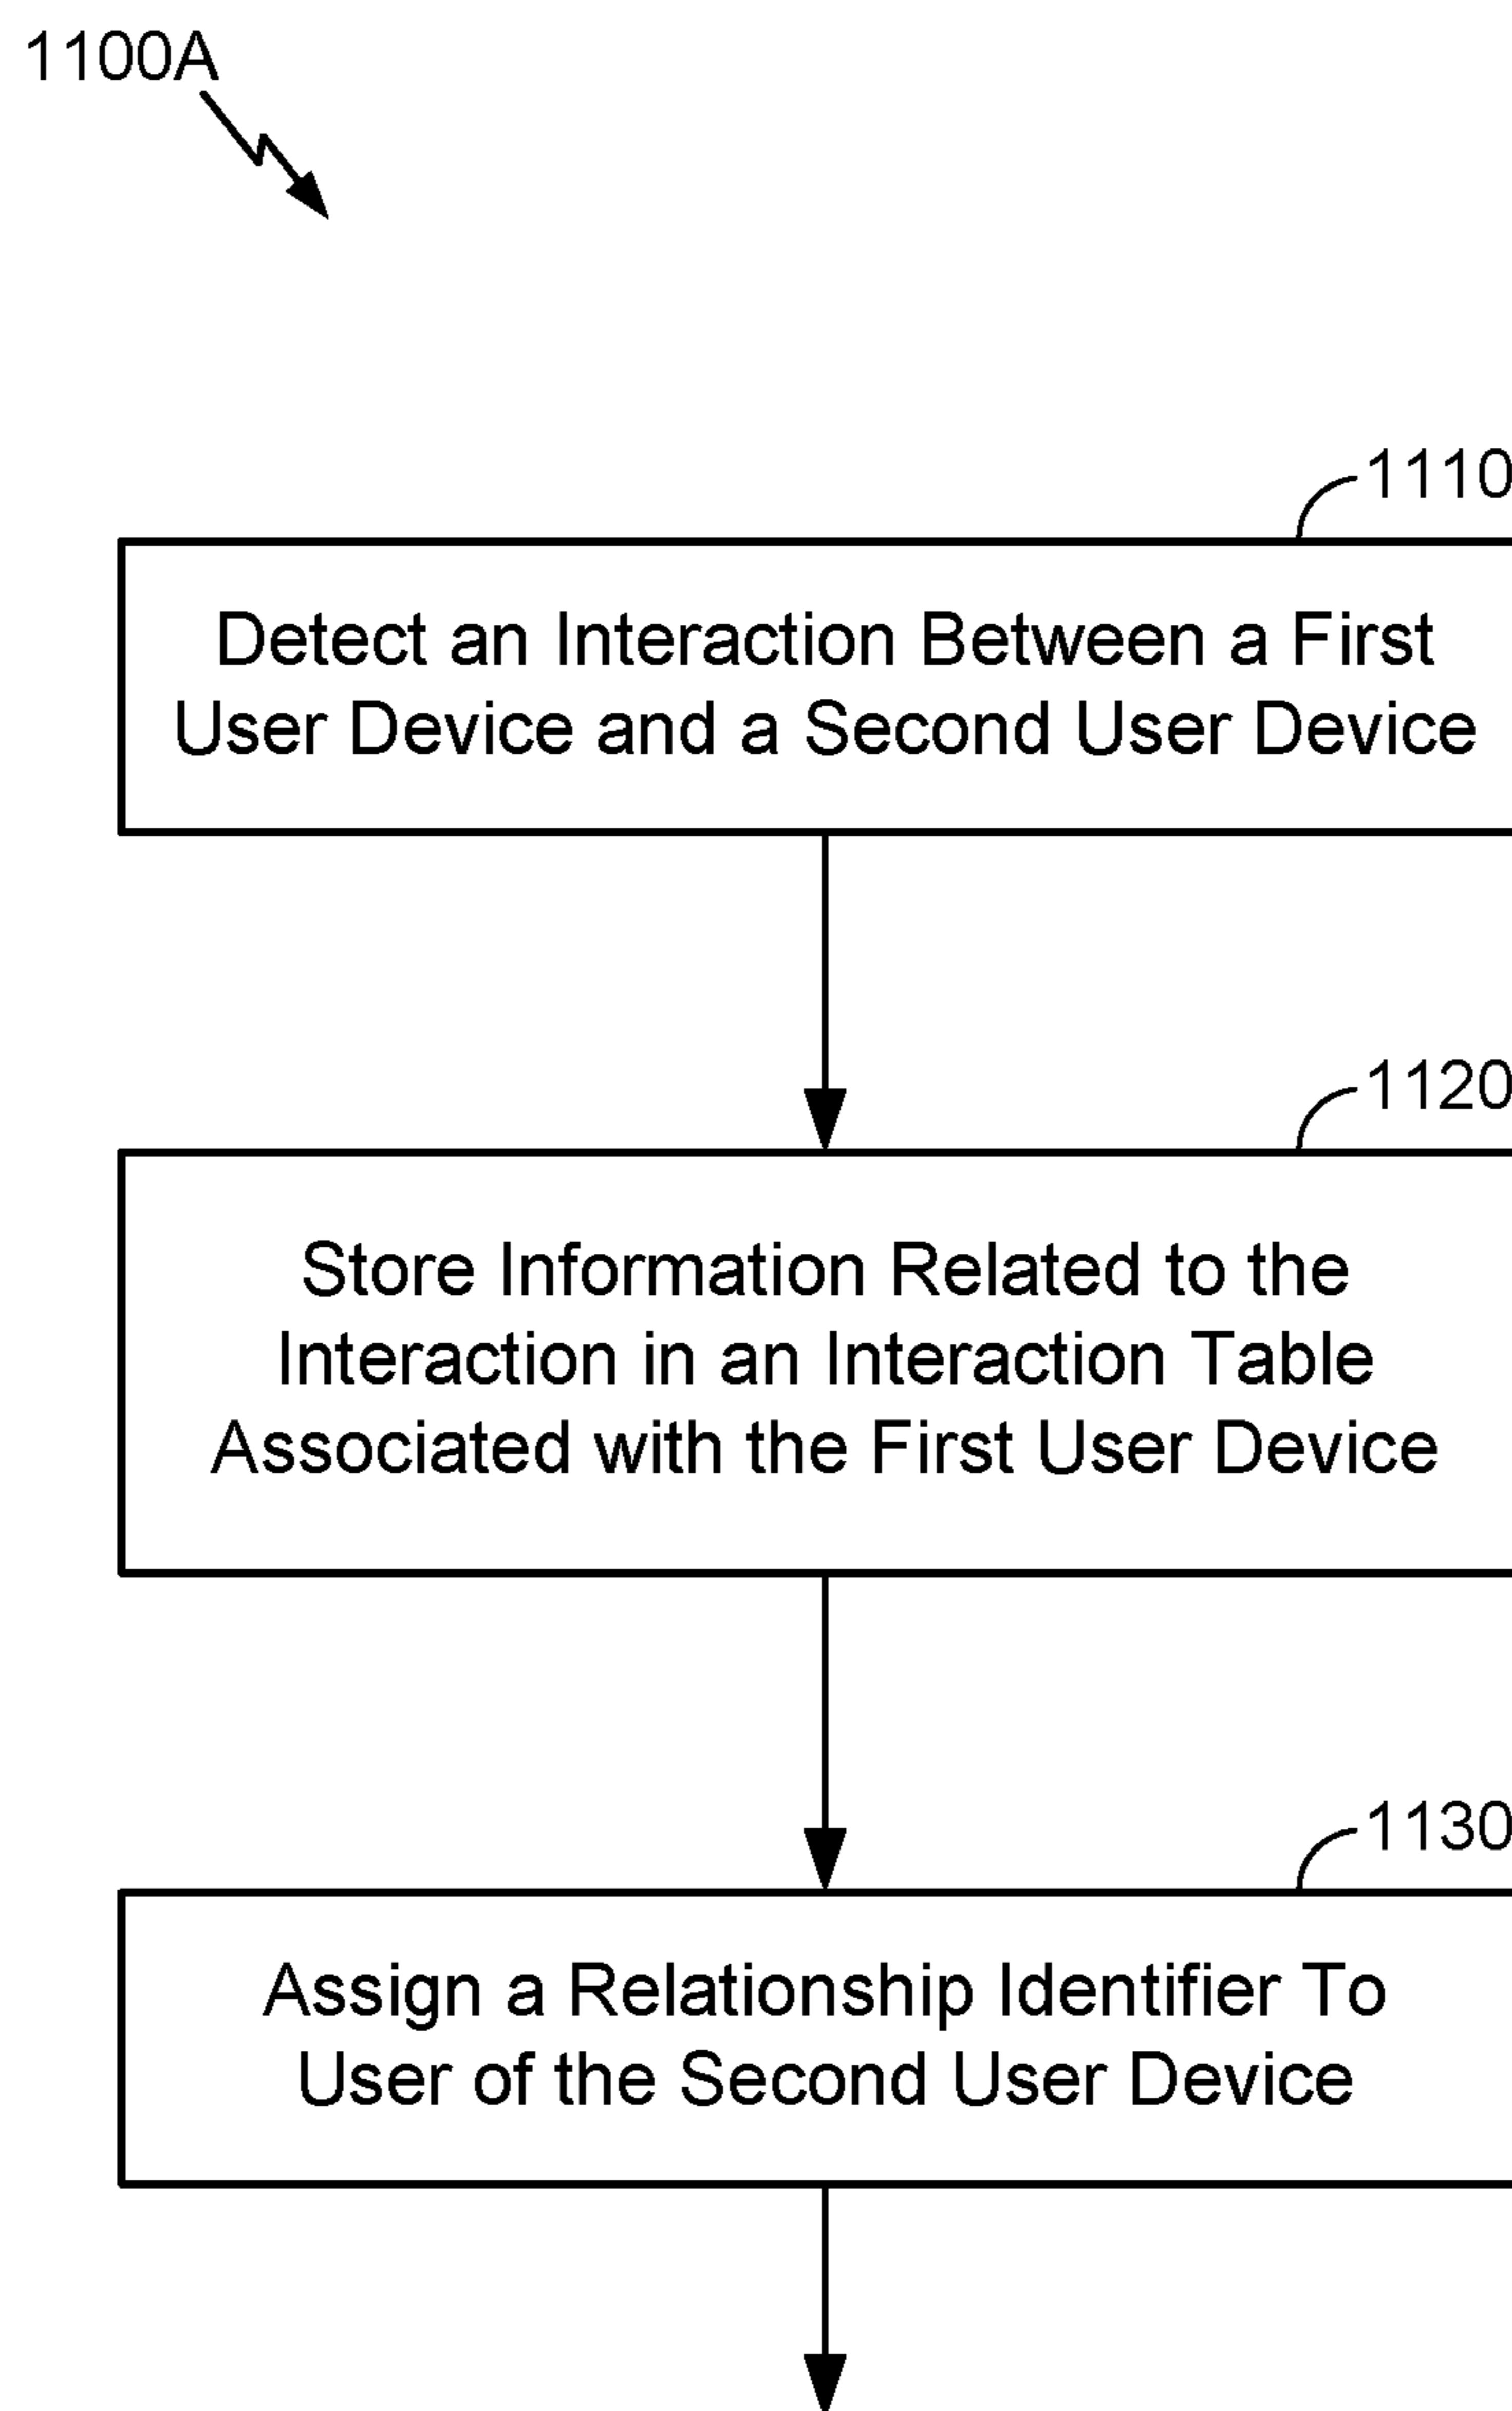 1100A
1110
Detect an Interaction Between a First
User Device and a Second User Device
1120
Store Information Related to the
Interaction in an Interaction Table
Associated with the First User Device
1130
Assign a Relationship Identifier To
User of the Second User Device